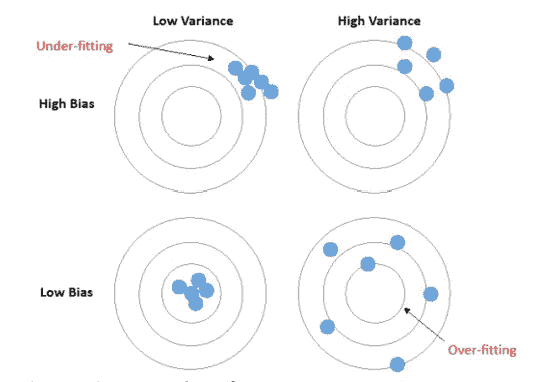 Low Variance
High Variance
Under-fitting
High Bias
Low Bias
Over-fitting